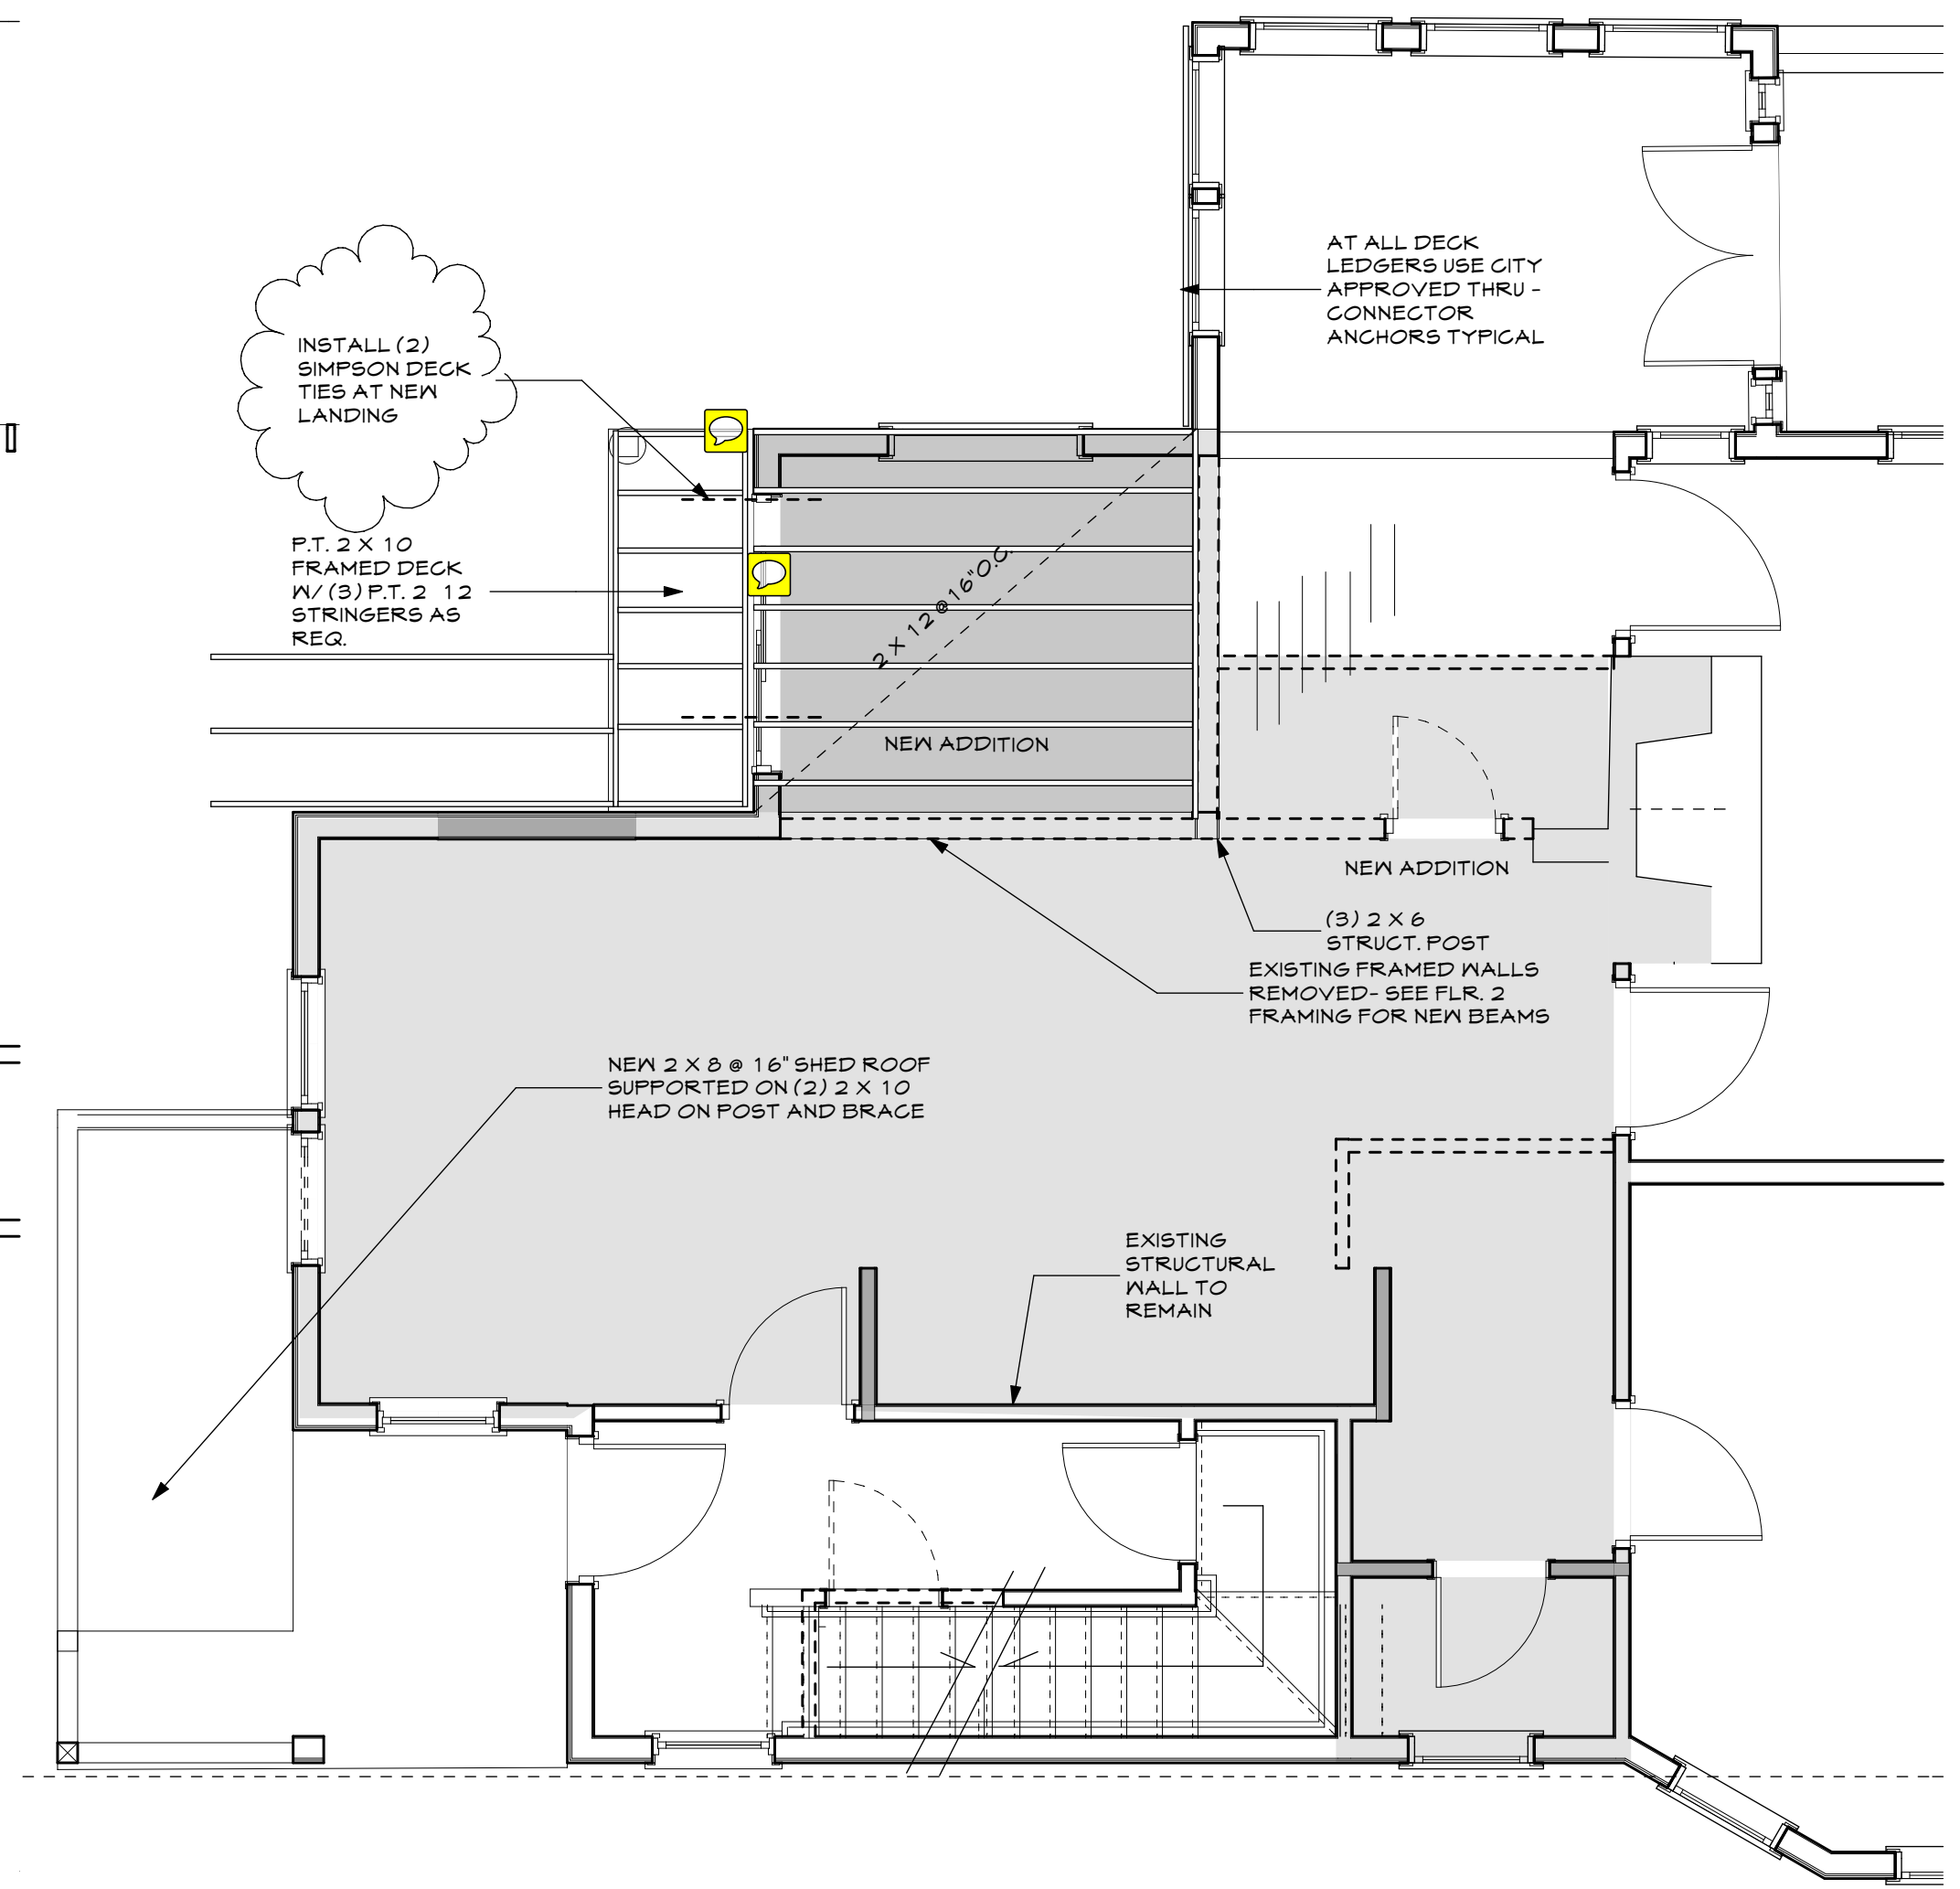 AT ALL DECK
LEDGERS USE CITY
APPROVED THRU -
CONNECTOR
ANCHORS TYPICAL
INSTALL (2)
SIMPSON DECK
TIES AT NEW
LANDING
P.T. 2 X 10
FRAMED DECK
W/ (3) P.T. 2 12
STRINGERS AS
REQ.
2 X 12 @ 16" O.C.
NEW ADDITION
NEW ADDITION
(3) 2 X 6
STRUCT. POST
EXISTING FRAMED WALLS
REMOVED- SEE FLR. 2
FRAMING FOR NEW BEAMS
NEW 2 X 8 @ 16" SHED ROOF
SUPPORTED ON (2) 2 X 10
HEAD ON POST AND BRACE
EXISTING
STRUCTURAL
WALL TO
REMAIN